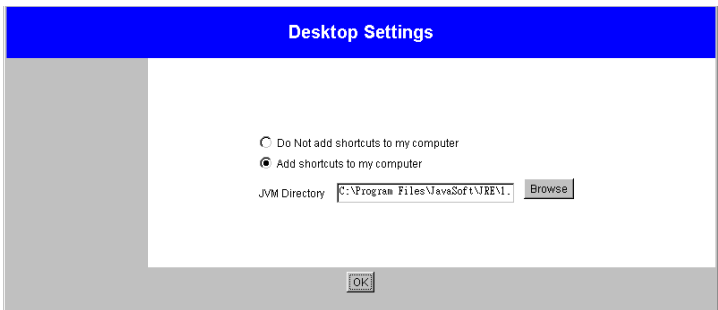 Desktop Settings
Do Not add shortcuts to my computer
Add shortcuts to my computer
JVM Directory C:\Program Files\JavaSoft\JRE\1. Browse
OK